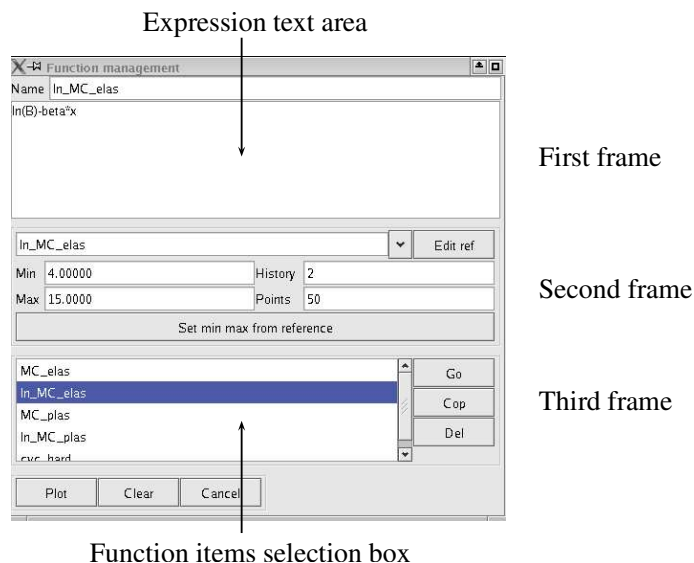 Expression text area
Function management
Name ln_MC_elas
ln(B)-beta*x
First frame
ln_MC_elas Edit ref
Min 4.00000 History 2
Max 15.0000 Points 50
Second frame
Set min max from reference
MC_elas Go
ln_MC_elas
Cop
Third frame
MC_plas
ln_MC_plas Del
cyc_hard
Plot Clear Cancel
Function items selection box